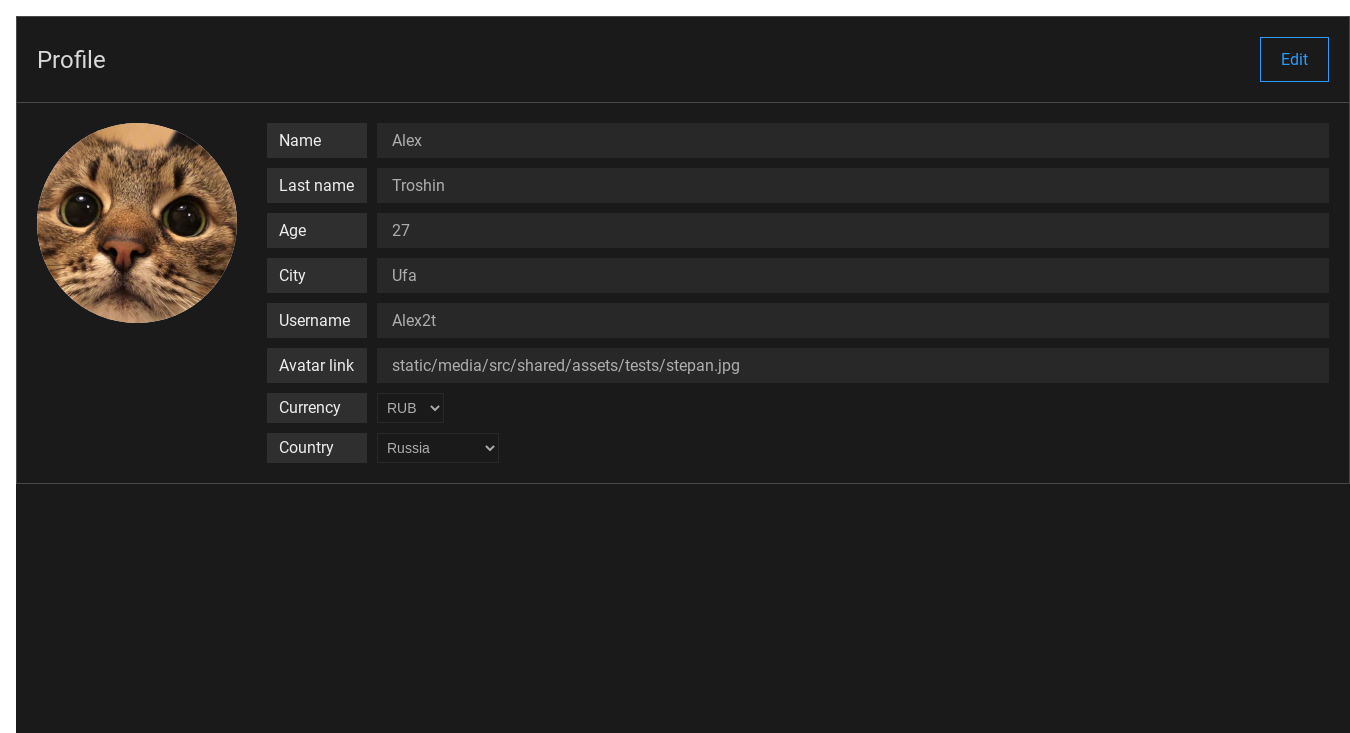 Profile
Edit
Name Alex
Last name Troshin
Age 27
City Ufa
Username Alex2t
Avatar link static/media/src/shared/assets/tests/stepan.jpg
Currency RUB
Country Russia